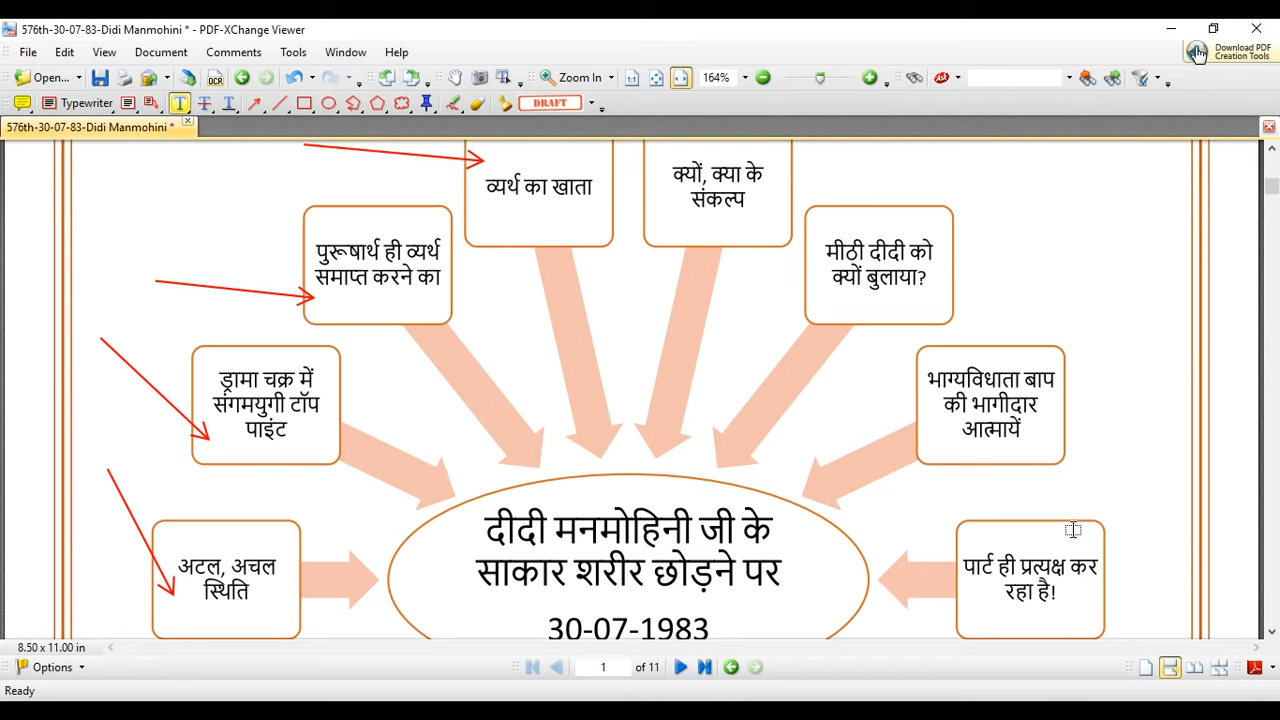 576th-30-07-83-Didi Manmohini * - PDF-XChange Viewer
File Edit View Document Comments Tools Window Help
Download PDF
Creation Tools
Open... OCR Zoom In 164%
Typewriter DRAFT
576th-30-07-83-Didi Manmohini *
व्यर्थ का खाता
क्यों, क्या के
संकल्प
पुरूषार्थ ही व्यर्थ
समाप्त करने का
मीठी दीदी को
क्यों बुलाया?
ड्रामा चक्र में
संगमयुगी टॉप
पाइंट
भाग्यविधाता बाप
की भागीदार
आत्मायें
अटल, अचल
स्थिति
दीदी मनमोहिनी जी के
साकार शरीर छोड़ने पर
30-07-1983
पार्ट ही प्रत्यक्ष कर
रहा है!
8.50 x 11.00 in
Options 1 of 11
Ready